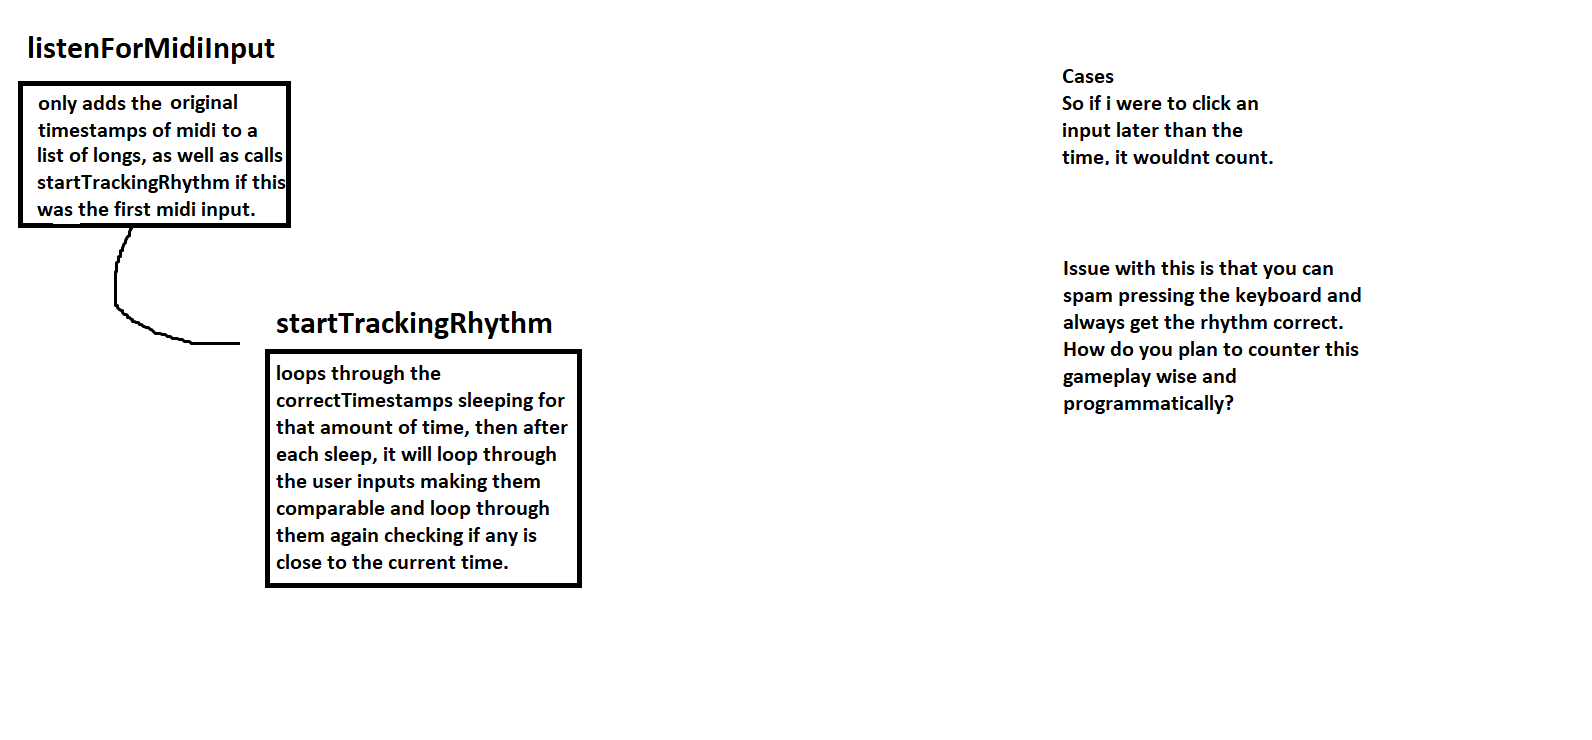 listenForMidiInput
only adds the original
timestamps of midi to a
list of longs, as well as calls
startTrackingRhythm if this
was the first midi input.
startTrackingRhythm
loops through the
correctTimestamps sleeping for
that amount of time, then after
each sleep, it will loop through
the user inputs making them
comparable and loop through
them again checking if any is
close to the current time.
Cases
So if i were to click an
input later than the
time, it wouldnt count.
Issue with this is that you can
spam pressing the keyboard and
always get the rhythm correct.
How do you plan to counter this
gameplay wise and
programmatically?